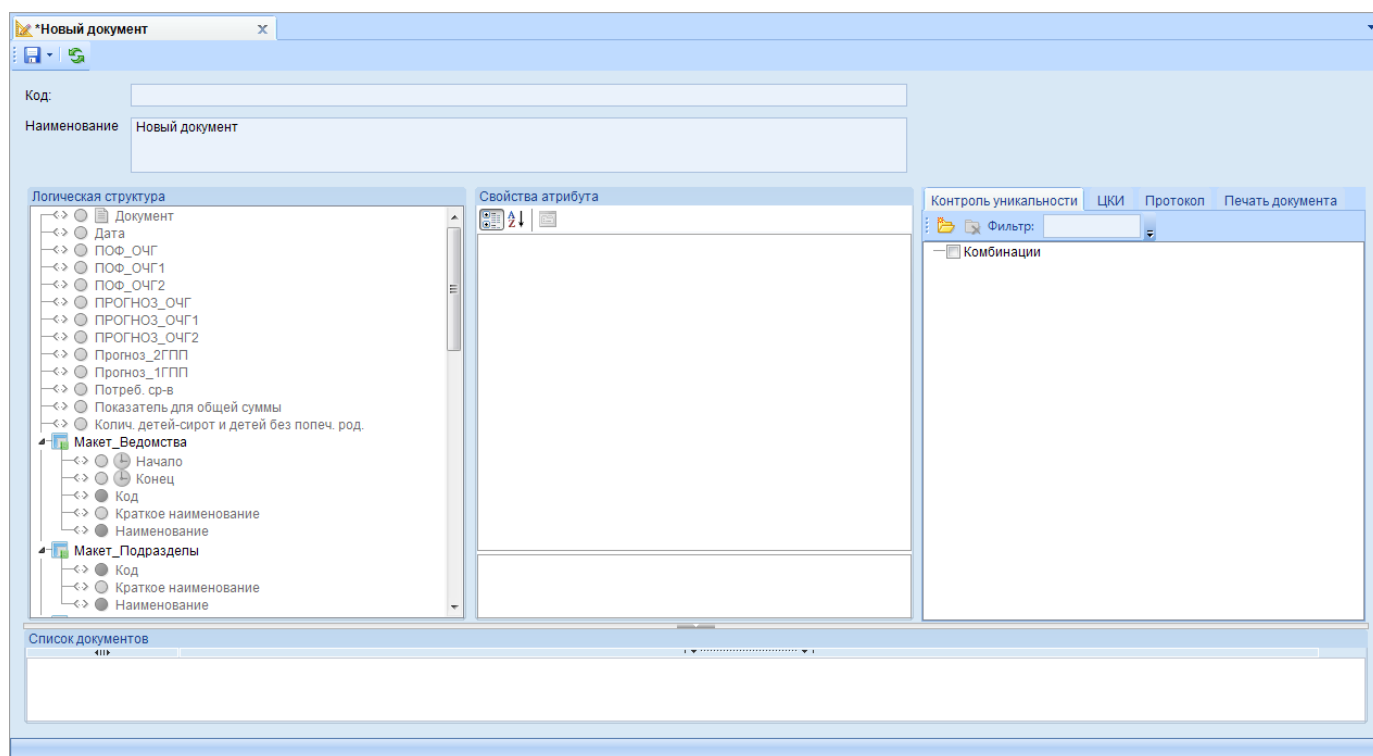 *Новый документ
Код:
Наименование
Новый документ
Логическая структура
Документ
Дата
ПОФ_ОЧГ
ПОФ_ОЧГ1
ПОФ_ОЧГ2
ПРОГНОЗ_ОЧГ
ПРОГНОЗ_ОЧГ1
ПРОГНОЗ_ОЧГ2
Прогноз_2ГПП
Прогноз_1ГПП
Потреб. ср-в
Показатель для общей суммы
Колич. детей-сирот и детей без попеч. род.
Макет_Ведомства
Начало
Конец
Код
Краткое наименование
Наименование
Макет_Подразделы
Код
Краткое наименование
Наименование
Свойства атрибута
Контроль уникальности ЦКИ Протокол Печать документа
Фильтр:
Комбинации
Список документов